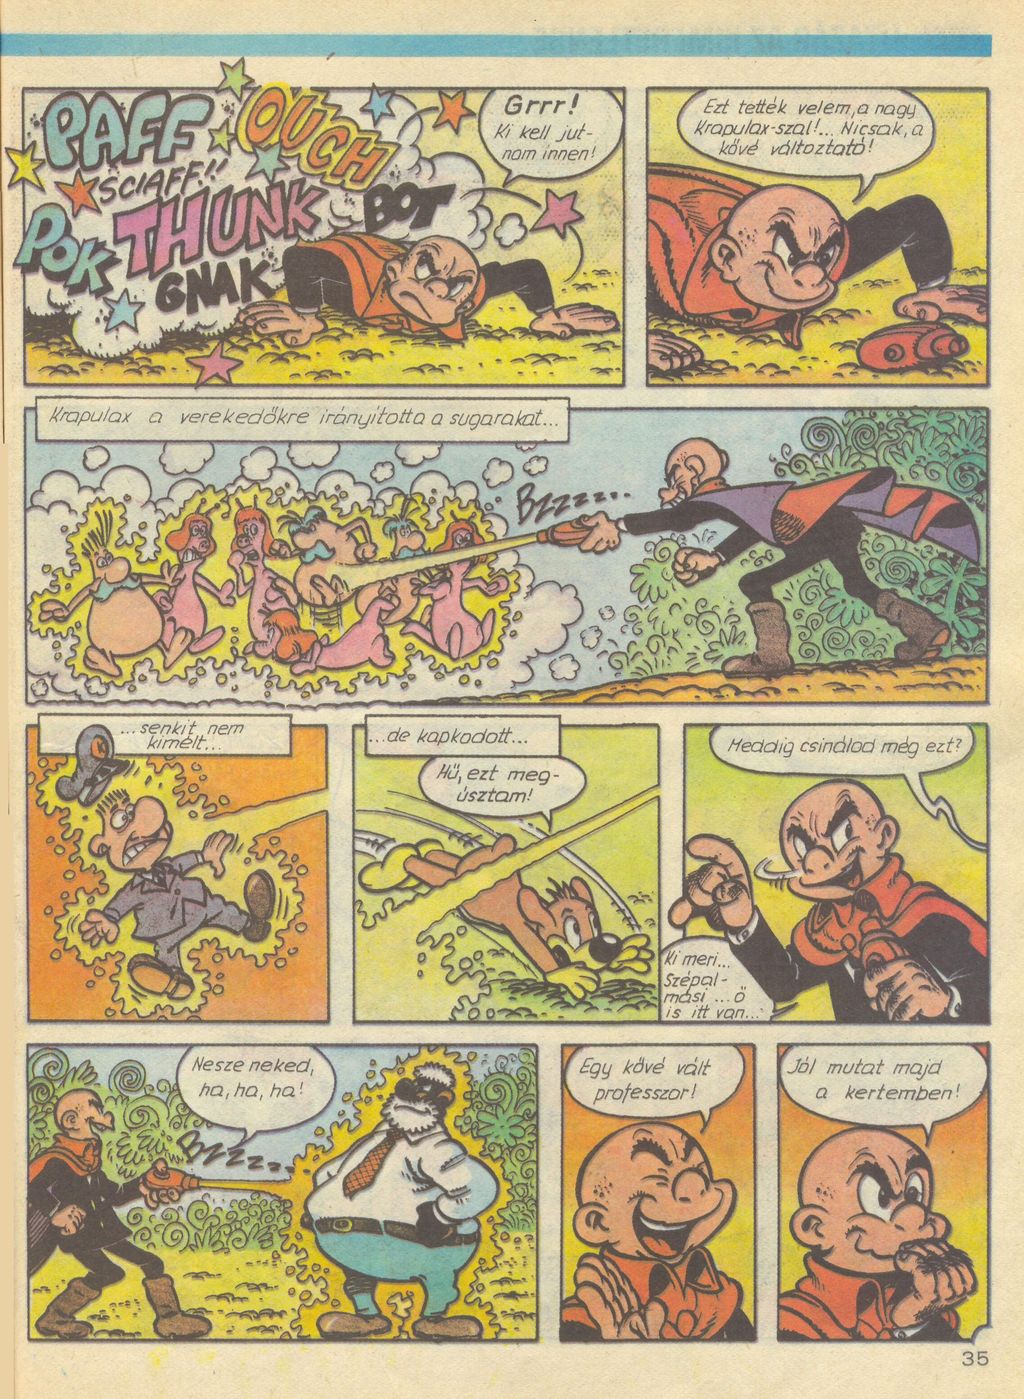 PAFF
OUCH
SCIAFF!!
POK
THUNK
BOT
GNAK
Grrr!
Ki kell jut-
nom innen!
Ezt tették velem, a nagy
Krapulax-szal!... Nicsak, a
kővé változtató!
Krapulax a verekedőkre irányította a sugarakat...
Bzzzzz..
...senkit nem
kímélt...
K
...de kapkodott...
Hű, ezt meg-
úsztam!
Meddig csinálod még ezt?
Ki meri...
Szépal-
mási ...ő
is itt van...
Nesze neked,
ha, ha, ha!
Bzzzzz...
Egy kővé vált
professzor!
Jól mutat majd
a kertemben!
35